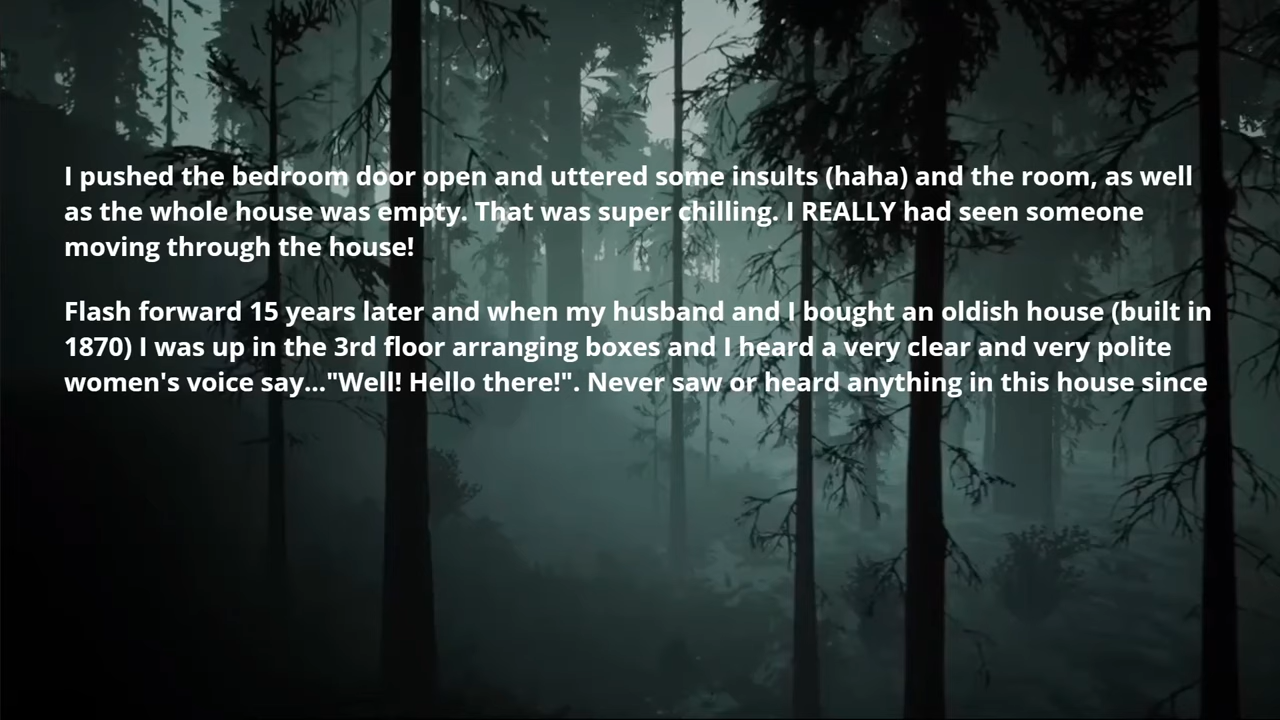 I pushed the bedroom door open and uttered some insults (haha) and the room, as well
as the whole house was empty. That was super chilling. I REALLY had seen someone
moving through the house!
Flash forward 15 years later and when my husband and I bought an oldish house (built in
1870) I was up in the 3rd floor arranging boxes and I heard a very clear and very polite
women's voice say..."Well! Hello there!". Never saw or heard anything in this house since